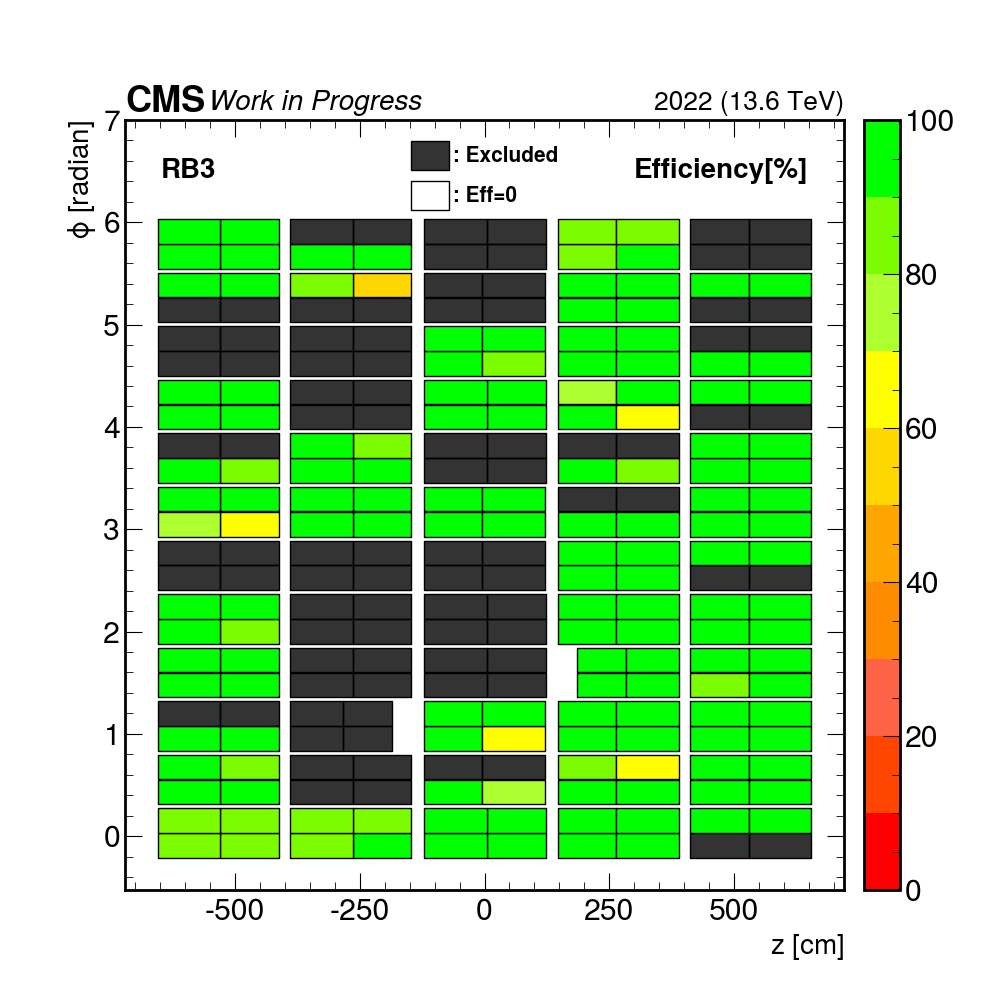 CMS Work in Progress 2022 (13.6 TeV)
RB3
: Excluded
: Eff=0
Efficiency[%]
ϕ [radian]
7
6
5
4
3
2
1
0
-500 -250 0 250 500
z [cm]
100
80
60
40
20
0